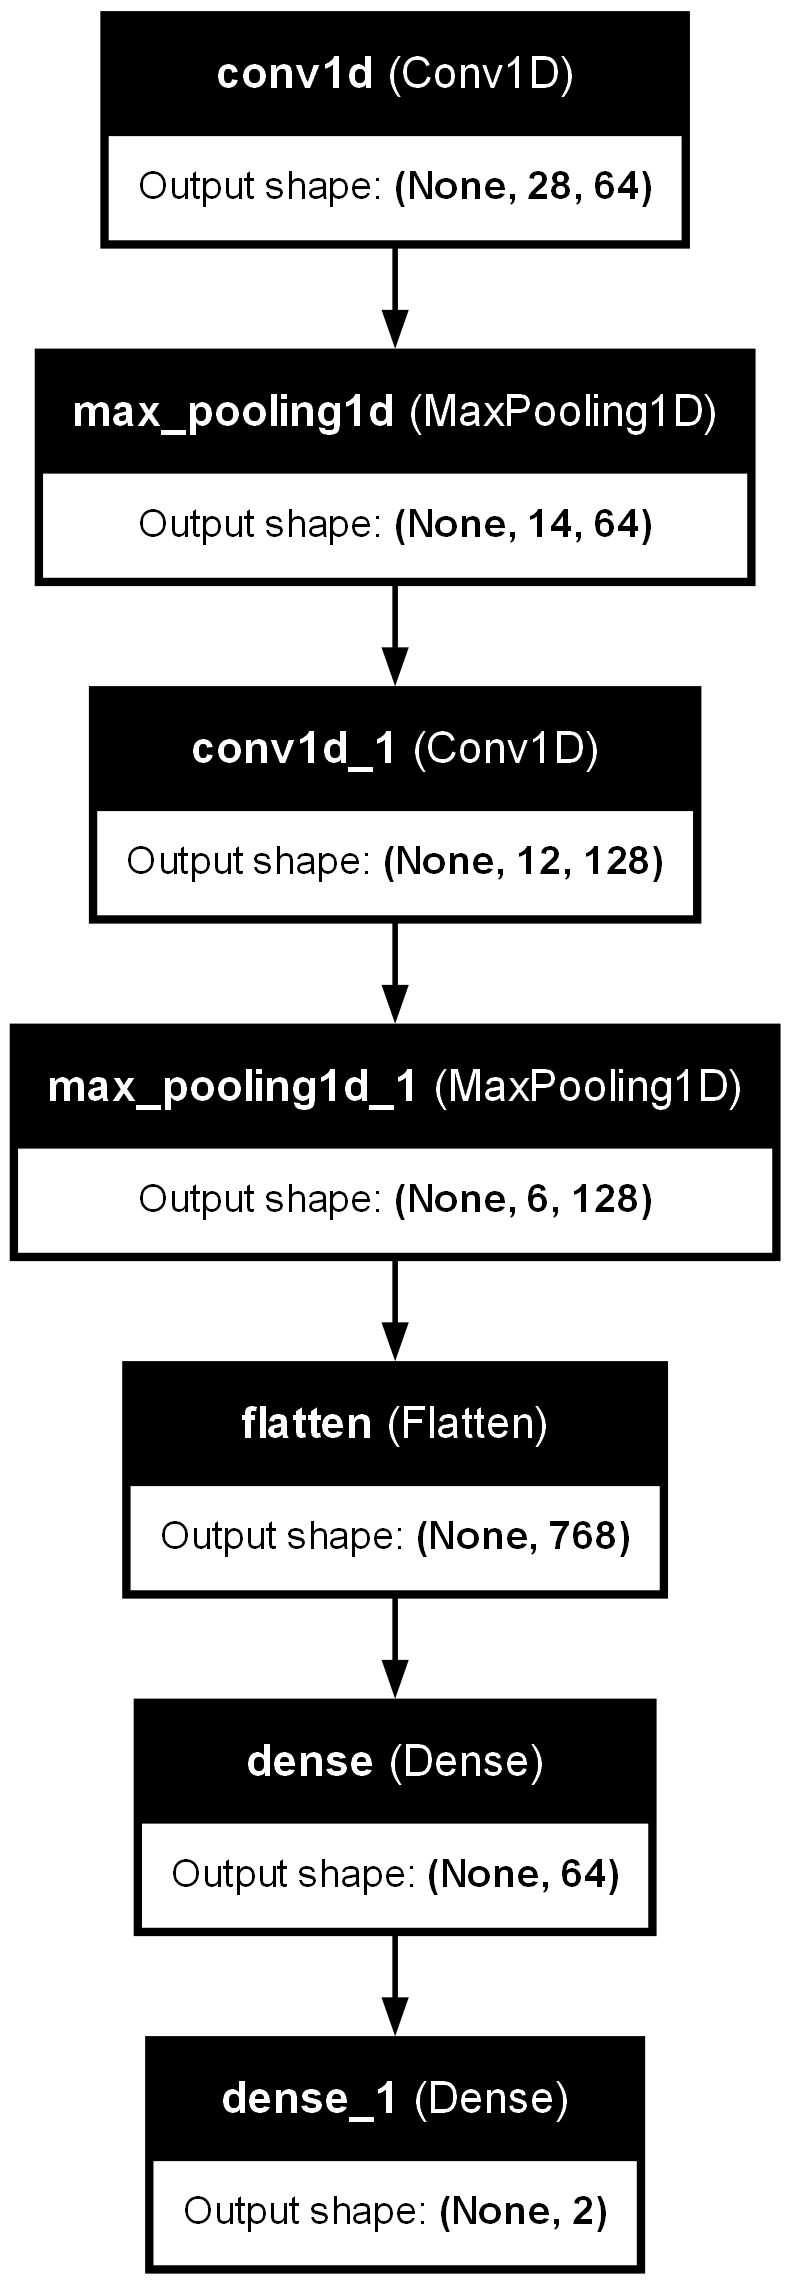 conv1d (Conv1D)
Output shape: (None, 28, 64)
max_pooling1d (MaxPooling1D)
Output shape: (None, 14, 64)
conv1d_1 (Conv1D)
Output shape: (None, 12, 128)
max_pooling1d_1 (MaxPooling1D)
Output shape: (None, 6, 128)
flatten (Flatten)
Output shape: (None, 768)
dense (Dense)
Output shape: (None, 64)
dense_1 (Dense)
Output shape: (None, 2)